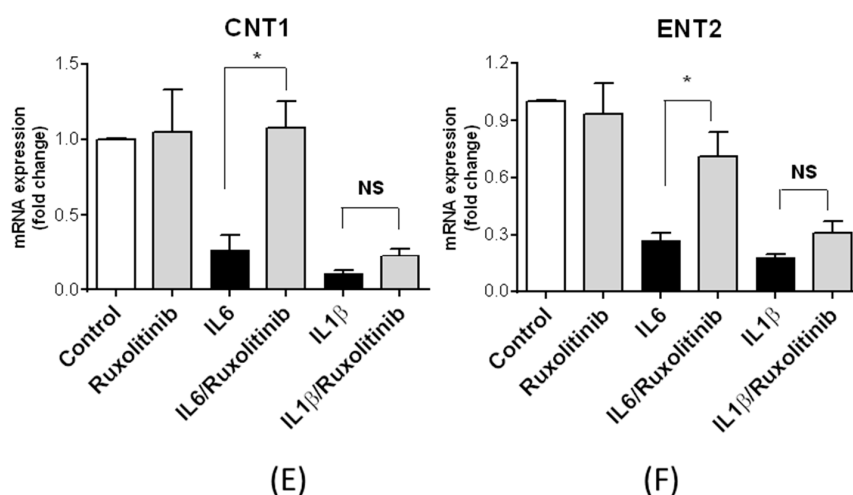 CNT1
mRNA expression
(fold change)
1.5
1.0
0.5
0.0
*
NS
Control
Ruxolitinib
IL6
IL6/Ruxolitinib
IL1β
IL1β/Ruxolitinib
(E)
ENT2
mRNA expression
(fold change)
1.2
0.9
0.6
0.3
0.0
*
NS
Control
Ruxolitinib
IL6
IL6/Ruxolitinib
IL1β
IL1β/Ruxolitinib
(F)